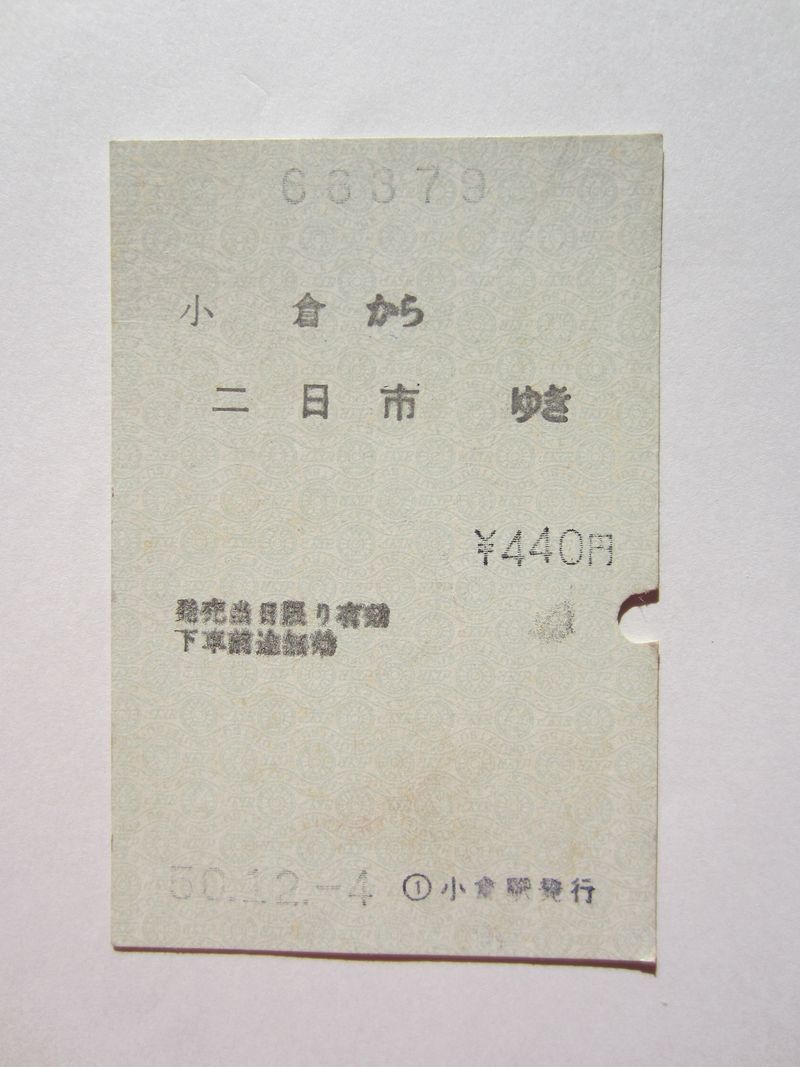 66379
小倉から
二日市 ゆき
¥440円
発売当日限り有効
下車前途無効
50.12.-4 ①小倉駅発行